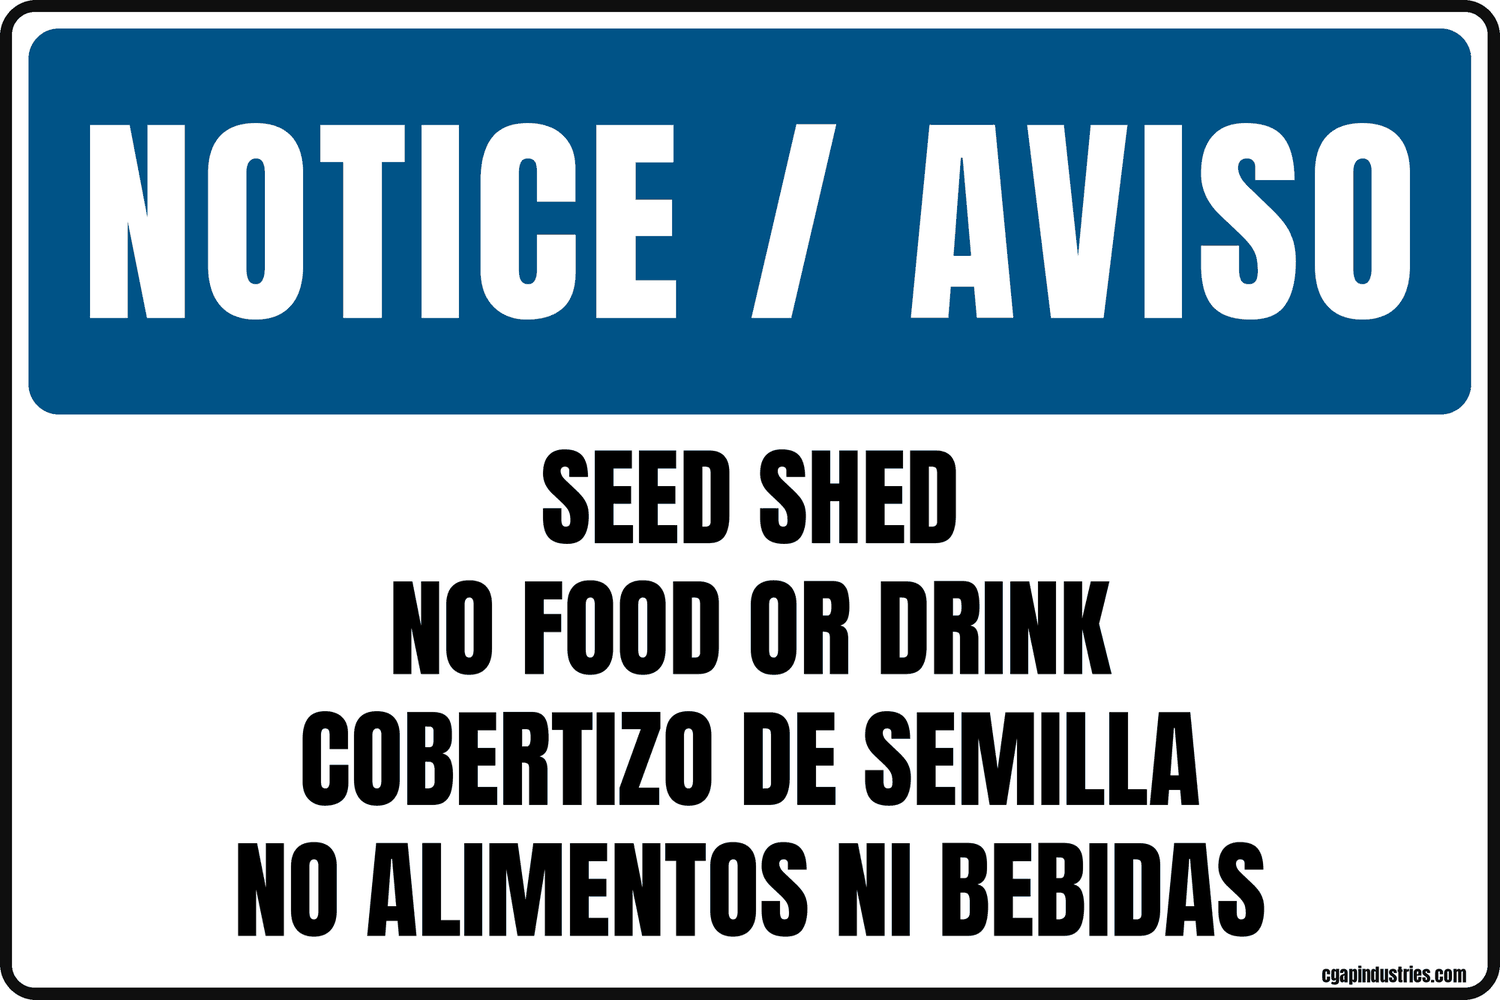 NOTICE / AVISO
SEED SHED
NO FOOD OR DRINK
COBERTIZO DE SEMILLA
NO ALIMENTOS NI BEBIDAS
cgapindustries.com